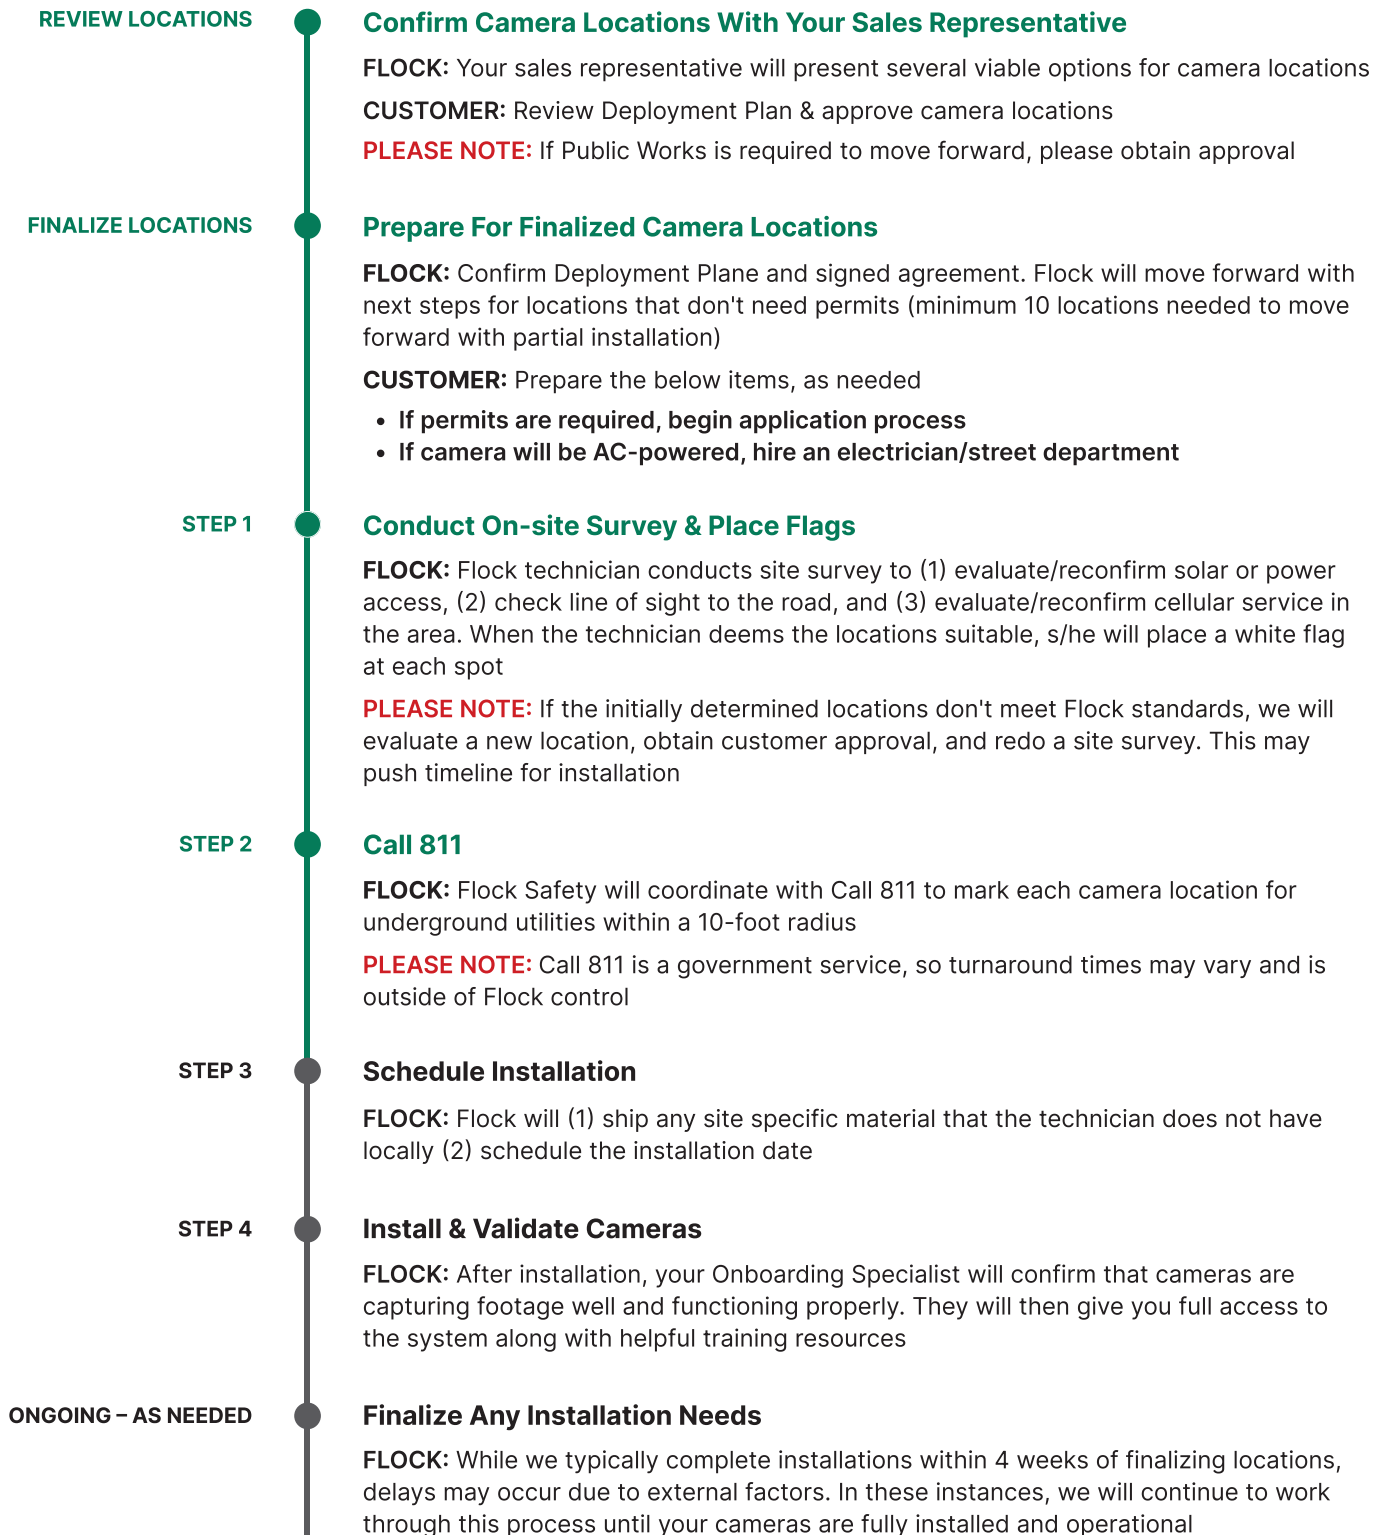 REVIEW LOCATIONS
Confirm Camera Locations With Your Sales Representative
FLOCK: Your sales representative will present several viable options for camera locations
CUSTOMER: Review Deployment Plan & approve camera locations
PLEASE NOTE: If Public Works is required to move forward, please obtain approval
FINALIZE LOCATIONS
Prepare For Finalized Camera Locations
FLOCK: Confirm Deployment Plane and signed agreement. Flock will move forward with
next steps for locations that don't need permits (minimum 10 locations needed to move
forward with partial installation)
CUSTOMER: Prepare the below items, as needed
• If permits are required, begin application process
• If camera will be AC-powered, hire an electrician/street department
STEP 1
Conduct On-site Survey & Place Flags
FLOCK: Flock technician conducts site survey to (1) evaluate/reconfirm solar or power
access, (2) check line of sight to the road, and (3) evaluate/reconfirm cellular service in
the area. When the technician deems the locations suitable, s/he will place a white flag
at each spot
PLEASE NOTE: If the initially determined locations don't meet Flock standards, we will
evaluate a new location, obtain customer approval, and redo a site survey. This may
push timeline for installation
STEP 2
Call 811
FLOCK: Flock Safety will coordinate with Call 811 to mark each camera location for
underground utilities within a 10-foot radius
PLEASE NOTE: Call 811 is a government service, so turnaround times may vary and is
outside of Flock control
STEP 3
Schedule Installation
FLOCK: Flock will (1) ship any site specific material that the technician does not have
locally (2) schedule the installation date
STEP 4
Install & Validate Cameras
FLOCK: After installation, your Onboarding Specialist will confirm that cameras are
capturing footage well and functioning properly. They will then give you full access to
the system along with helpful training resources
ONGOING – AS NEEDED
Finalize Any Installation Needs
FLOCK: While we typically complete installations within 4 weeks of finalizing locations,
delays may occur due to external factors. In these instances, we will continue to work
through this process until your cameras are fully installed and operational